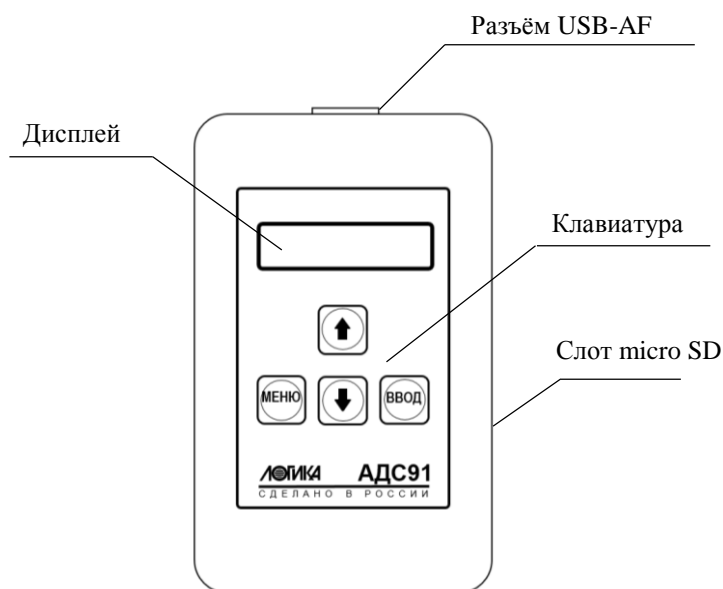 Разъём USB-AF
Дисплей
Клавиатура
Слот micro SD
МЕНЮ
ВВОД
ЛОГИКА АДС91
СДЕЛАНО В РОССИИ